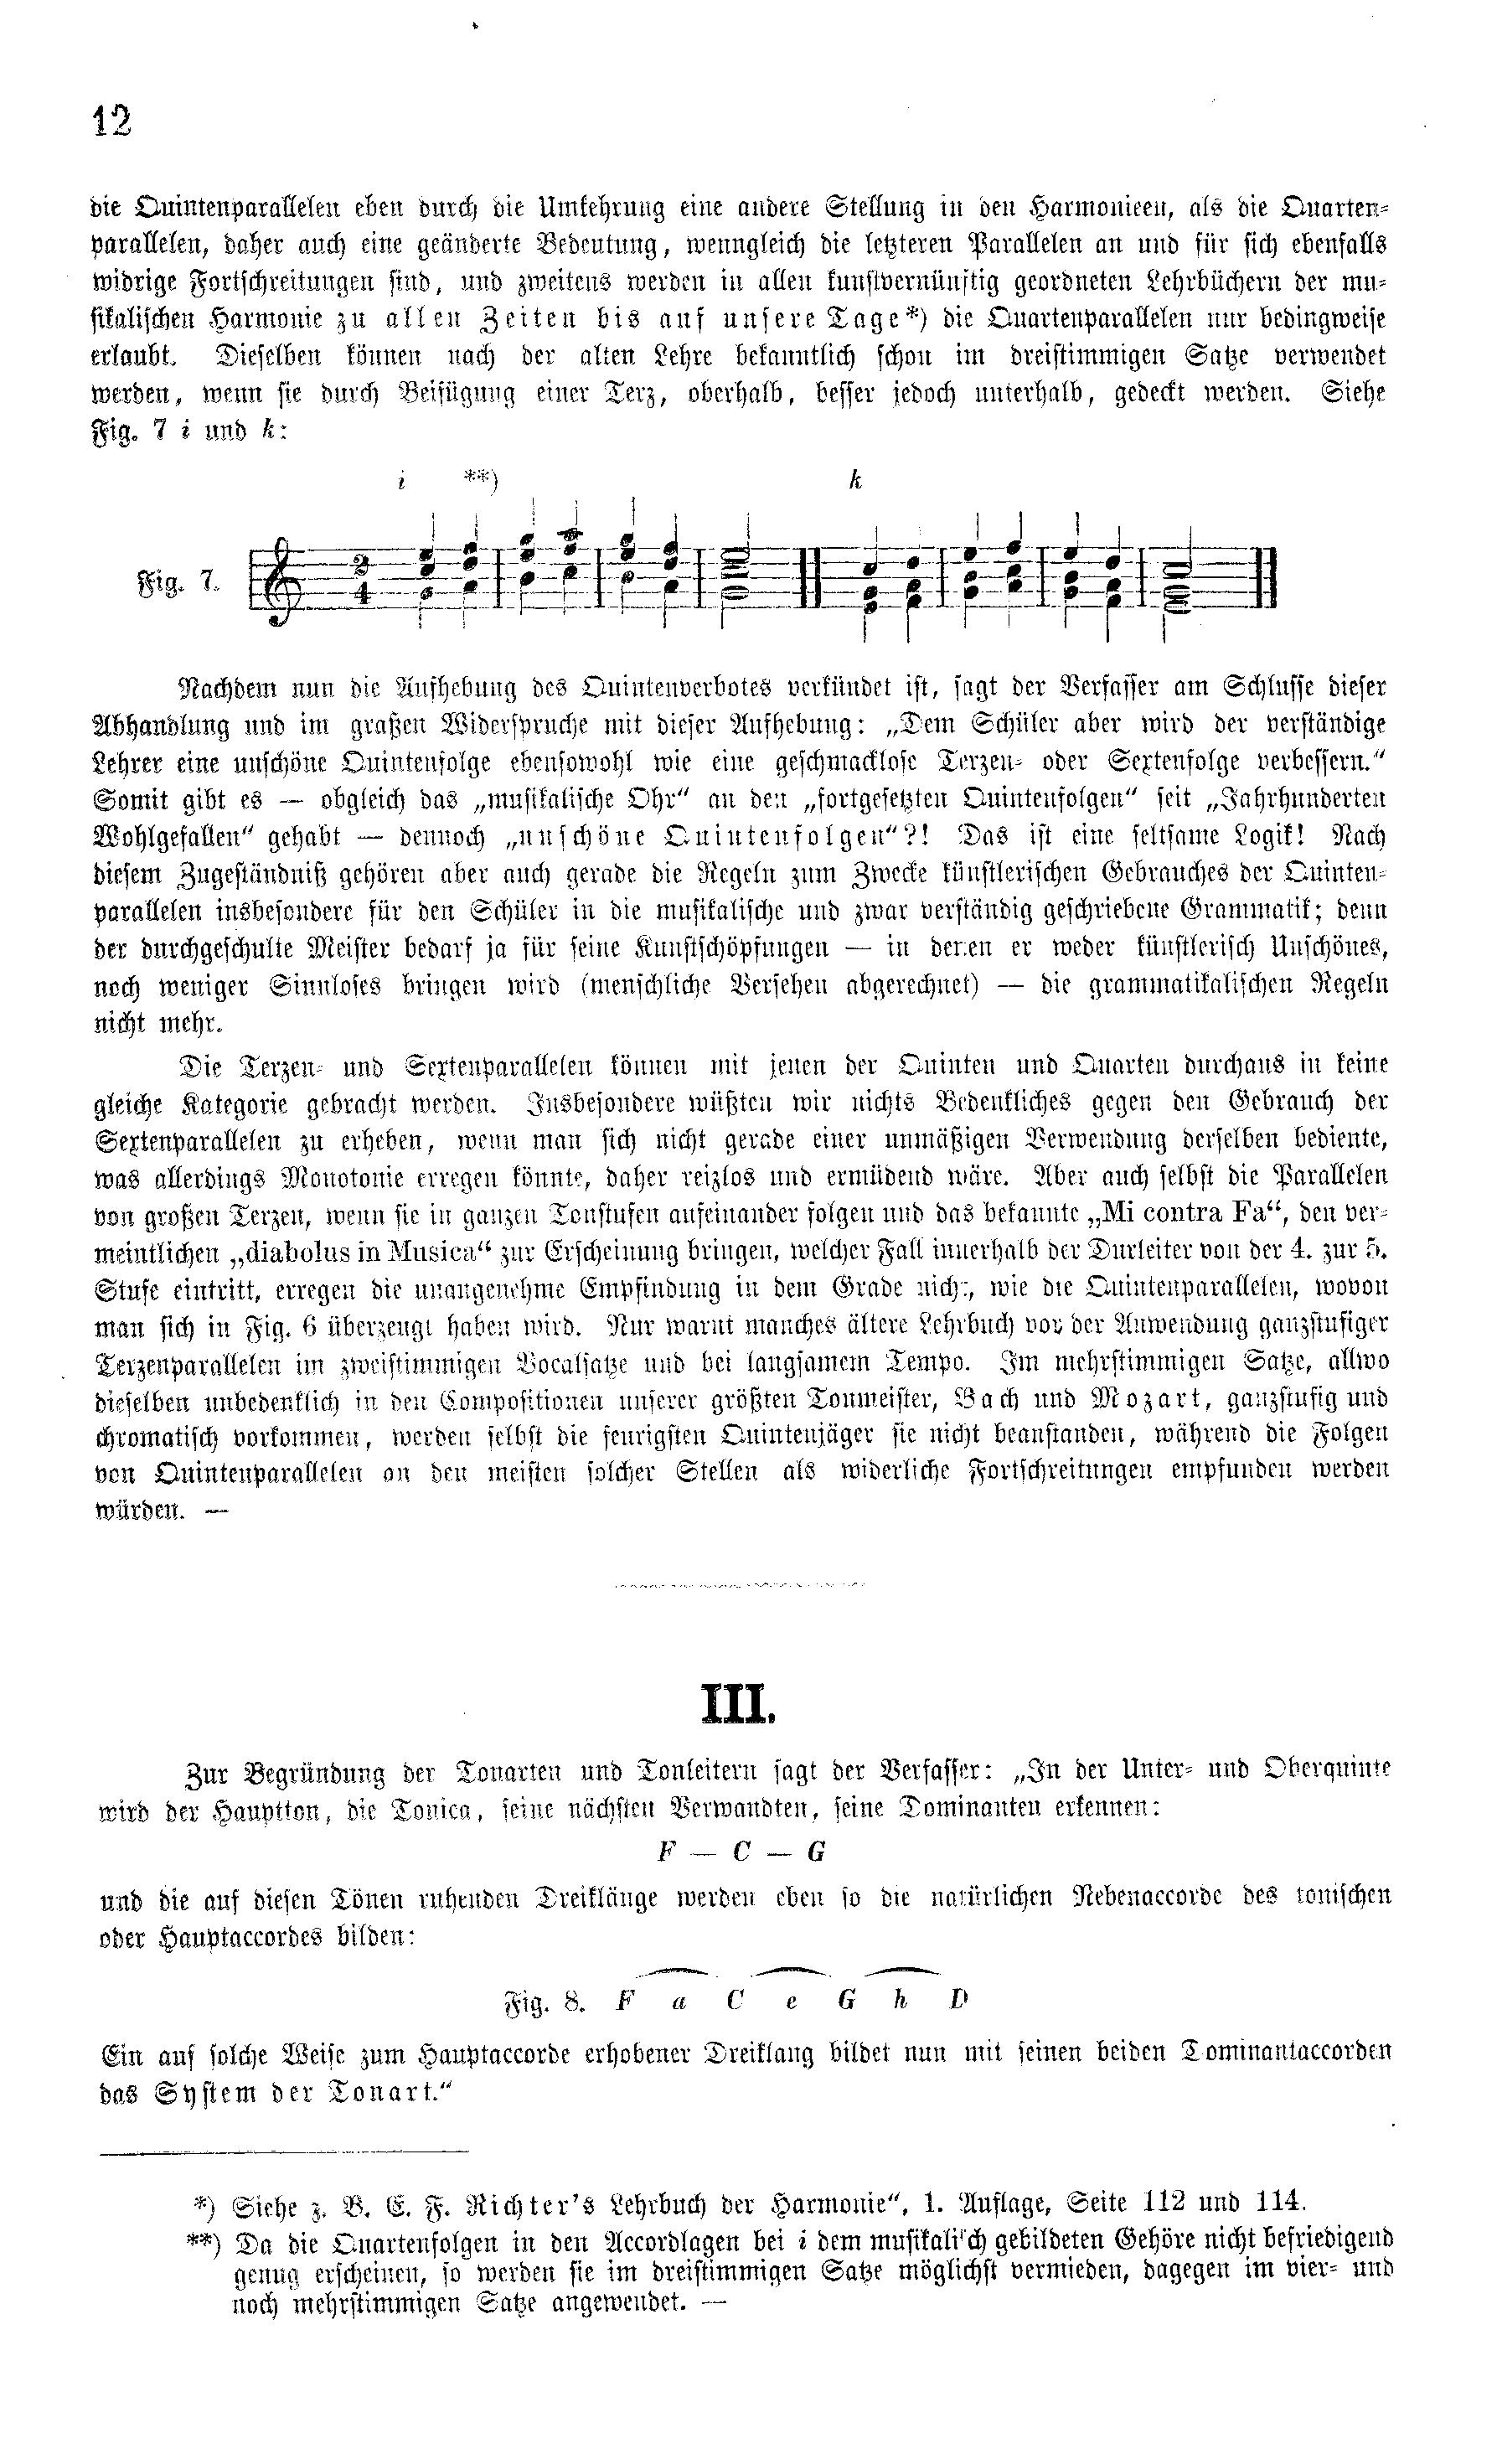 12
die Quintenparallelen eben durch die Umkehrung eine andere Stellung in den Harmonieen, als die Quarten-
parallelen, daher auch eine geänderte Bedeutung, wenngleich die letzteren Parallelen an und für sich ebenfalls
widrige Fortschreitungen sind, und zweitens werden in allen kunstvernünftig geordneten Lehrbüchern der mu-
sikalischen Harmonie zu allen Zeiten bis auf unsere Tage*) die Quartenparallelen nur bedingweise
erlaubt. Dieselben können nach der alten Lehre bekanntlich schon im dreistimmigen Satze verwendet
werden, wenn sie durch Beifügung einer Terz, oberhalb, besser jedoch unterhalb, gedeckt werden. Siehe
Fig. 7 i und k:
i **) k
Fig. 7. 2/4
Nachdem nun die Aufhebung des Quintenverbotes verkündet ist, sagt der Verfasser am Schlusse dieser
Abhandlung und im großen Widerspruche mit dieser Aufhebung: „Dem Schüler aber wird der verständige
Lehrer eine unschöne Quintenfolge ebensowohl wie eine geschmacklose Terzen- oder Sextenfolge verbessern.“
Somit gibt es — obgleich das „musikalische Ohr“ an den „fortgesetzten Quintenfolgen“ seit „Jahrhunderten
Wohlgefallen“ gehabt — dennoch „unschöne Quintenfolgen“?! Das ist eine seltsame Logik! Nach
diesem Zugeständniß gehören aber auch gerade die Regeln zum Zwecke künstlerischen Gebrauches der Quinten-
parallelen insbesondere für den Schüler in die musikalische und zwar verständig geschriebene Grammatik; denn
der durchgeschulte Meister bedarf ja für seine Kunstschöpfungen — in denen er weder künstlerisch Unschönes,
noch weniger Sinnloses bringen wird (menschliche Versehen abgerechnet) — die grammatikalischen Regeln
nicht mehr.
Die Terzen- und Sextenparallelen können mit jenen der Quinten und Quarten durchaus in keine
gleiche Kategorie gebracht werden. Insbesondere wüßten wir nichts Bedenkliches gegen den Gebrauch der
Sextenparallelen zu erheben, wenn man sich nicht gerade einer unmäßigen Verwendung derselben bediente,
was allerdings Monotonie erregen könnte, daher reizlos und ermüdend wäre. Aber auch selbst die Parallelen
von großen Terzen, wenn sie in ganzen Tonstufen aufeinander folgen und das bekannte „Mi contra Fa“, den ver-
meintlichen „diabolus in Musica“ zur Erscheinung bringen, welcher Fall innerhalb der Durleiter von der 4. zur 5.
Stufe eintritt, erregen die unangenehme Empfindung in dem Grade nicht, wie die Quintenparallelen, wovon
man sich in Fig. 6 überzeugt haben wird. Nur warnt manches ältere Lehrbuch vor der Anwendung ganzstufiger
Terzenparallelen im zweistimmigen Vocalsatze und bei langsamem Tempo. Im mehrstimmigen Satze, allwo
dieselben unbedenklich in den Compositionen unserer größten Tonmeister, Bach und Mozart, ganzstufig und
chromatisch vorkommen, werden selbst die feurigsten Quintenjäger sie nicht beanstanden, während die Folgen
von Quintenparallelen an den meisten solcher Stellen als widerliche Fortschreitungen empfunden werden
würden. —
III.
Zur Begründung der Tonarten und Tonleitern sagt der Verfasser: „In der Unter- und Oberquinte
wird der Hauptton, die Tonica, seine nächsten Verwandten, seine Dominanten erkennen:
F — C — G
und die auf diesen Tönen ruhenden Dreiklänge werden eben so die natürlichen Nebenaccorde des tonischen
oder Hauptaccordes bilden:
Fig. 8. F a C e G h D
Ein auf solche Weise zum Hauptaccorde erhobener Dreiklang bildet nun mit seinen beiden Dominantaccorden
das System der Tonart.“
*) Siehe z. B. E. F. Richter's Lehrbuch der Harmonie“, 1. Auflage, Seite 112 und 114.
**) Da die Quartenfolgen in den Accordlagen bei i dem musikalisch gebildeten Gehöre nicht befriedigend
genug erscheinen, so werden sie im dreistimmigen Satze möglichst vermieden, dagegen im vier- und
noch mehrstimmigen Satze angewendet. —